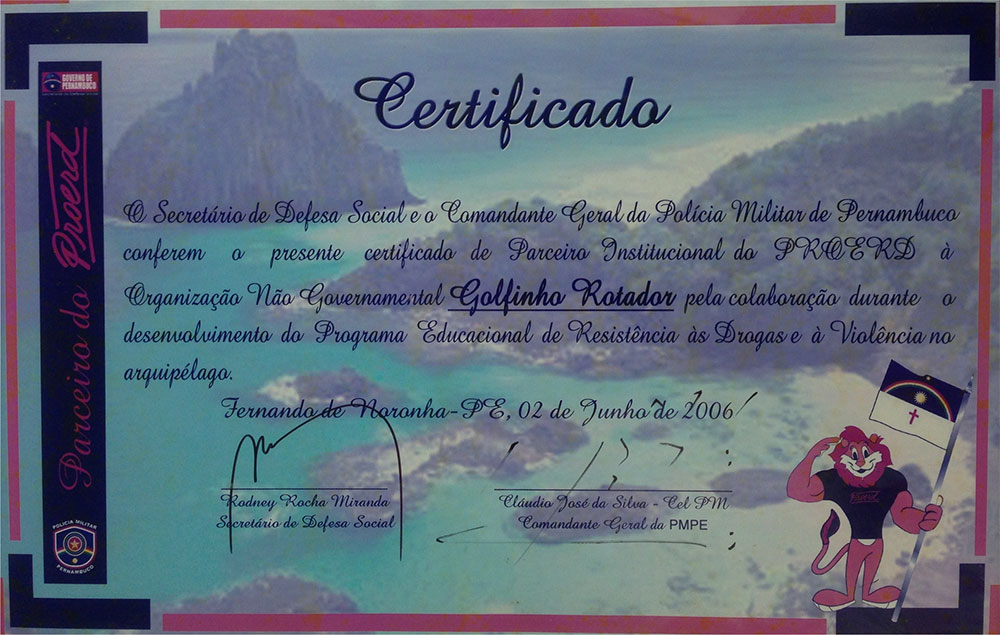 GOVERNO DE
PERNAMBUCO
Parceiro do Proerd
POLÍCIA MILITAR
PERNAMBUCO
Certificado
O Secretário de Defesa Social e o Comandante Geral da Polícia Militar de Pernambuco
conferem o presente certificado de Parceiro Institucional do PROERD à
Organização Não Governamental Golfinho Rotador pela colaboração durante o
desenvolvimento do Programa Educacional de Resistência às Drogas e à Violência no
arquipélago.
Fernando de Noronha-PE, 02 de Junho de 2006
Rodney Rocha Miranda
Secretário de Defesa Social
Cláudio José da Silva - Cel PM
Comandante Geral da PMPE
Proerd